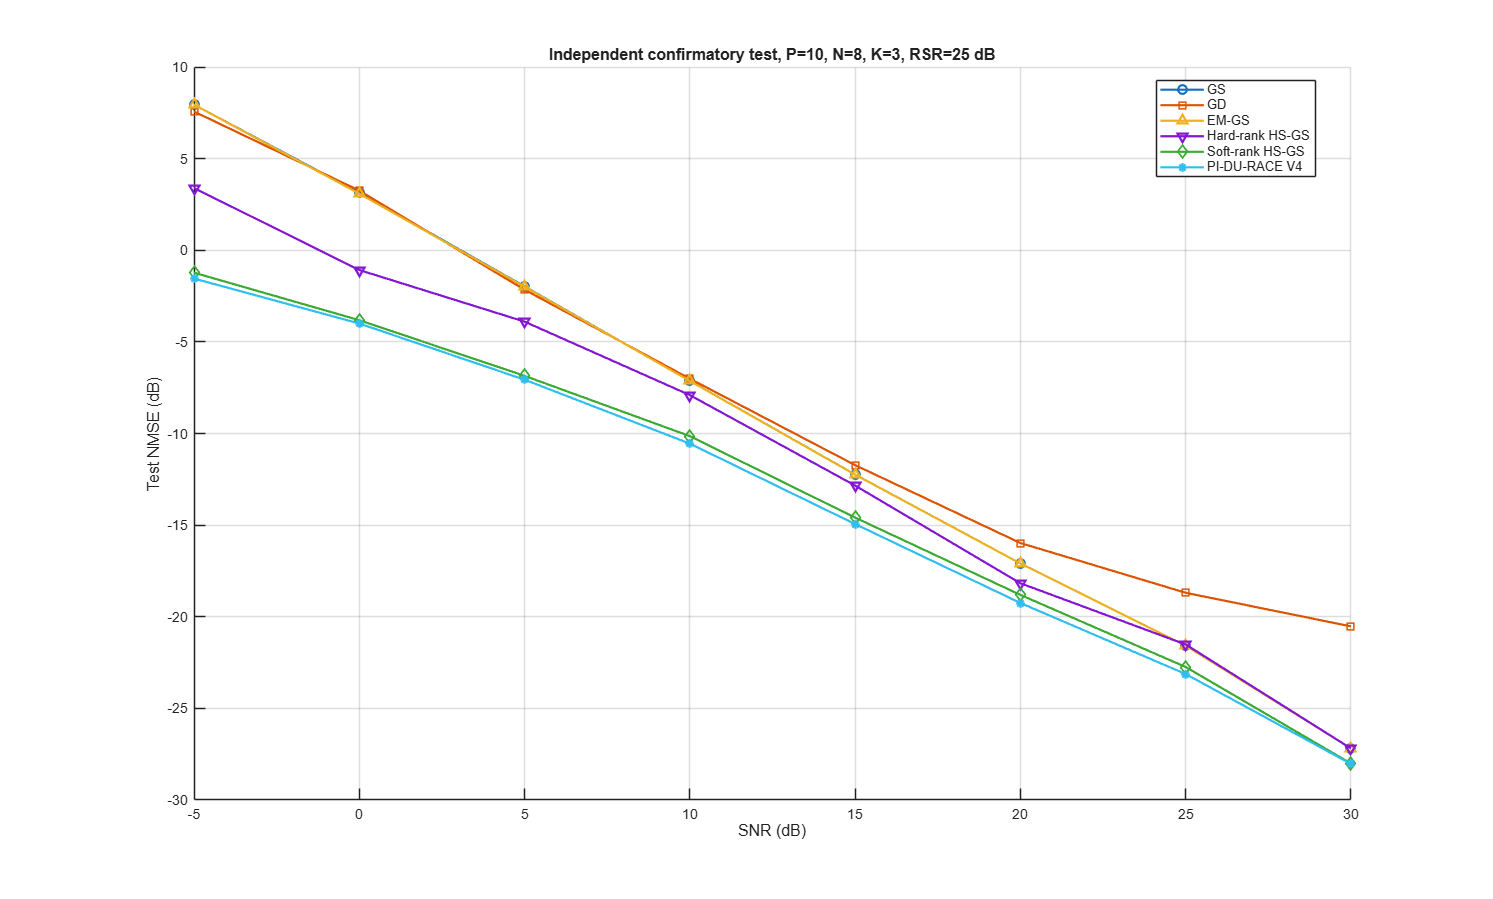 Independent confirmatory test, P=10, N=8, K=3, RSR=25 dB
GS
GD
EM-GS
Hard-rank HS-GS
Soft-rank HS-GS
PI-DU-RACE V4
10
5
0
-5
-10
-15
-20
-25
-30
Test NMSE (dB)
-5 0 5 10 15 20 25 30
SNR (dB)